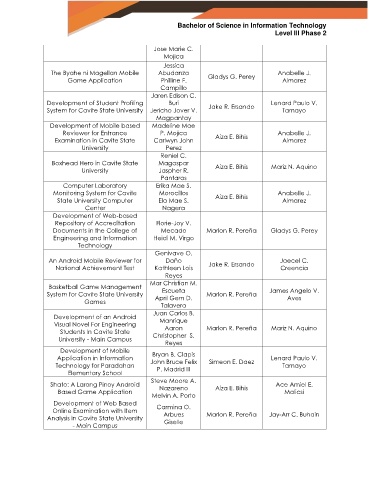 Bachelor of Science in Information Technology
Level III Phase 2
Jose Marie C.
Mojica
The Byahe ni Magellan Mobile
Game Application
Jessica
Abudanza
Phillline F.
Campillo
Gladys G. Perey
Anabelle J.
Almarez
Development of Student Profiling
System for Cavite State University
Jaren Edison C.
Buri
Jericho Jover V.
Magpantay
Jake R. Ersando
Lenard Paulo V.
Tamayo
Development of Mobile based
Reviewer for Entrance
Examination in Cavite State
University
Madeline Mae
P. Mojica
Carlwyn John
Perez
Alza E. Bihis
Anabelle J.
Almarez
Boxhead Hero in Cavite State
University
Reniel C.
Magaspar
Jaspher R.
Pantaras
Alza E. Bihis
Mariz N. Aquino
Computer Laboratory
Monitoring System for Cavite
State University Computer
Center
Erika Mae S.
Morocillos
Ela Mae S.
Nagera
Alza E. Bihis
Anabelle J.
Almarez
Development of Web-based
Repository of Accreditation
Documents in the College of
Engineering and Information
Technology
Florie-Joy V.
Mecado
Heidi M. Virgo
Marlon R. Pereña
Gladys G. Perey
An Android Mobile Reviewer for
National Achievement Test
Genivave D.
Daño
Kathleen Lois
Reyes
Jake R. Ersando
Joecel C.
Creencia
Basketball Game Management
System for Cavite State University
Games
Mar Christian M.
Escueta
April Gem D.
Talavera
Marlon R. Pereña
James Angelo V.
Aves
Development of an Android
Visual Novel For Engineering
Students in Cavite State
University - Main Campus
Juan Carlos B.
Manrique
Aaron
Christopher S.
Reyes
Marlon R. Pereña
Mariz N. Aquino
Development of Mobile
Application in Information
Technology for Paradahan
Elementary School
Bryan B. Clapis
John Bruce Felix
P. Madrid III
Simeon E. Daez
Lenard Paulo V.
Tamayo
Shato: A Larong Pinoy Android
Based Game Application
Steve Moore A.
Nazareno
Melvin A. Porto
Alza E. Bihis
Ace Amiel E.
Malicsi
Development of Web Based
Online Examination with Item
Analysis in Cavite State University
- Main Campus
Carmina O.
Arbues
Giselle
Marlon R. Pereña
Jay-Arr C. Buhain